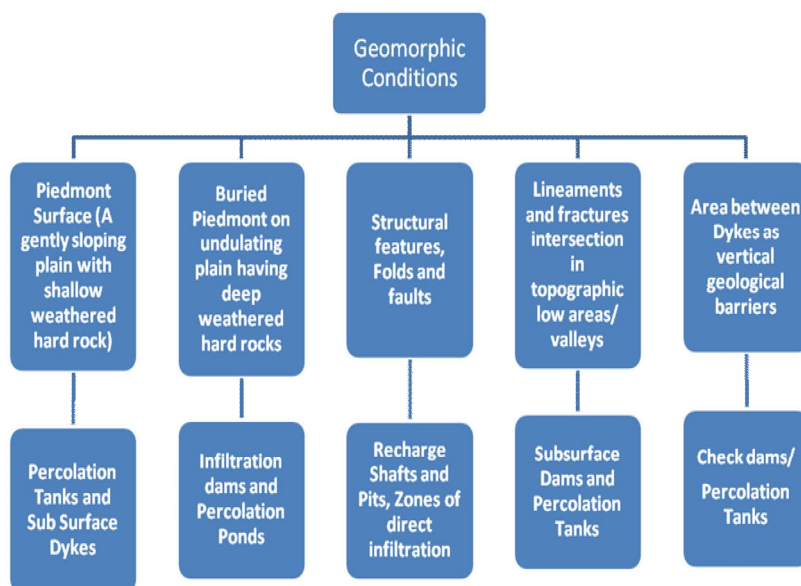 Geomorphic
Conditions
Piedmont
Surface (A
gently sloping
plain with
shallow
weathered
hard rock)
Buried
Piedmont on
undulating
plain having
deep
weathered
hard rocks
Structural
features,
Folds and
faults
Lineaments
and fractures
intersection
in
topographic
low areas/
valleys
Area between
Dykes as
vertical
geological
barriers
Percolation
Tanks and
Sub Surface
Dykes
Infiltration
dams and
Percolation
Ponds
Recharge
Shafts and
Pits, Zones of
direct
infiltration
Subsurface
Dams and
Percolation
Tanks
Check dams/
Percolation
Tanks